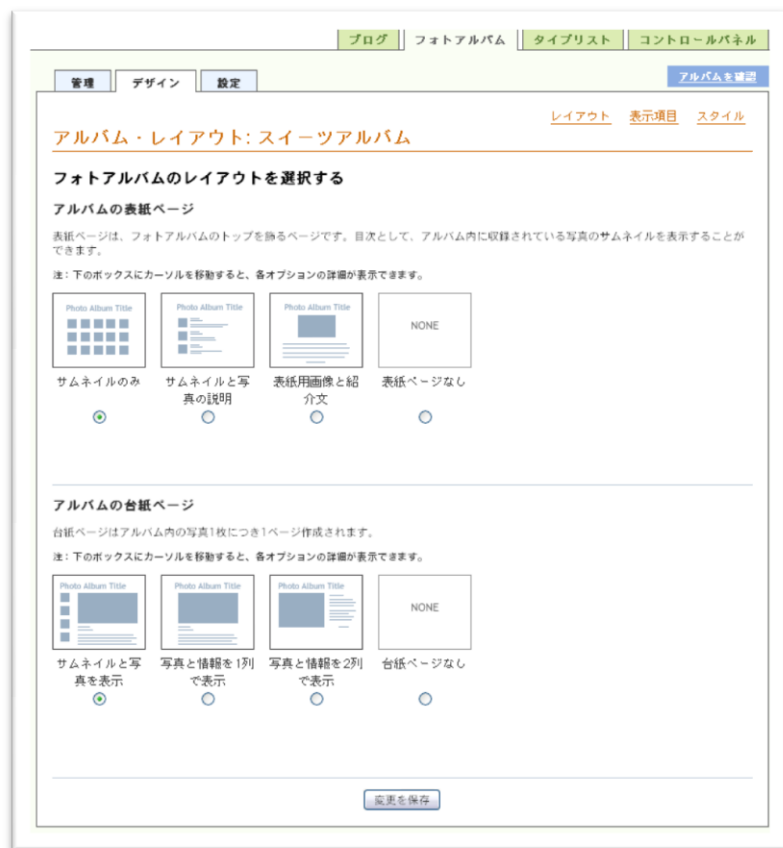 ブログ フォトアルバム タイプリスト コントロールパネル
管理 デザイン 設定 アルバムを確認
レイアウト 表示項目 スタイル
アルバム・レイアウト: スイーツアルバム
フォトアルバムのレイアウトを選択する
アルバムの表紙ページ
表紙ページは、フォトアルバムのトップを飾るページです。目次として、アルバム内に収録されている写真のサムネイルを表示することが
できます。
注：下のボックスにカーソルを移動すると、各オプションの詳細が表示できます。
Photo Album Title Photo Album Title Photo Album Title NONE
サムネイルのみ サムネイルと写 表紙用画像と紹 表紙ページなし
真の説明 介文
アルバムの台紙ページ
台紙ページはアルバム内の写真1枚につき1ページ作成されます。
注：下のボックスにカーソルを移動すると、各オプションの詳細が表示できます。
Photo Album Title Photo Album Title Photo Album Title NONE
サムネイルと写 写真と情報を1列 写真と情報を2列 台紙ページなし
真を表示 で表示 で表示
変更を保存